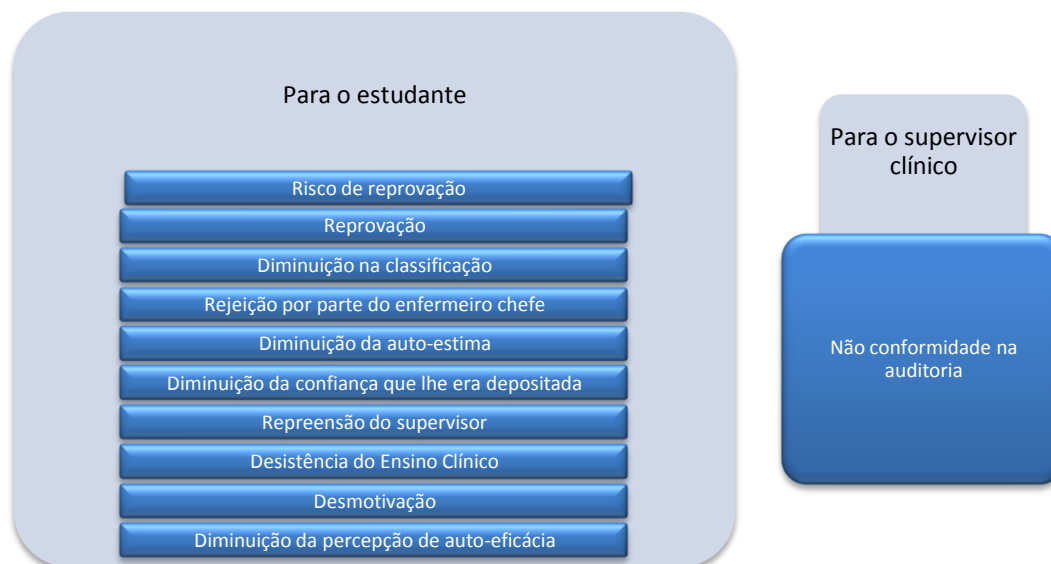 Para o estudante
Risco de reprovação
Reprovação
Diminuição na classificação
Rejeição por parte do enfermeiro chefe
Diminuição da auto-estima
Diminuição da confiança que lhe era depositada
Repreensão do supervisor
Desistência do Ensino Clínico
Desmotivação
Diminuição da percepção de auto-eficácia
Para o supervisor
clínico
Não conformidade na
auditoria